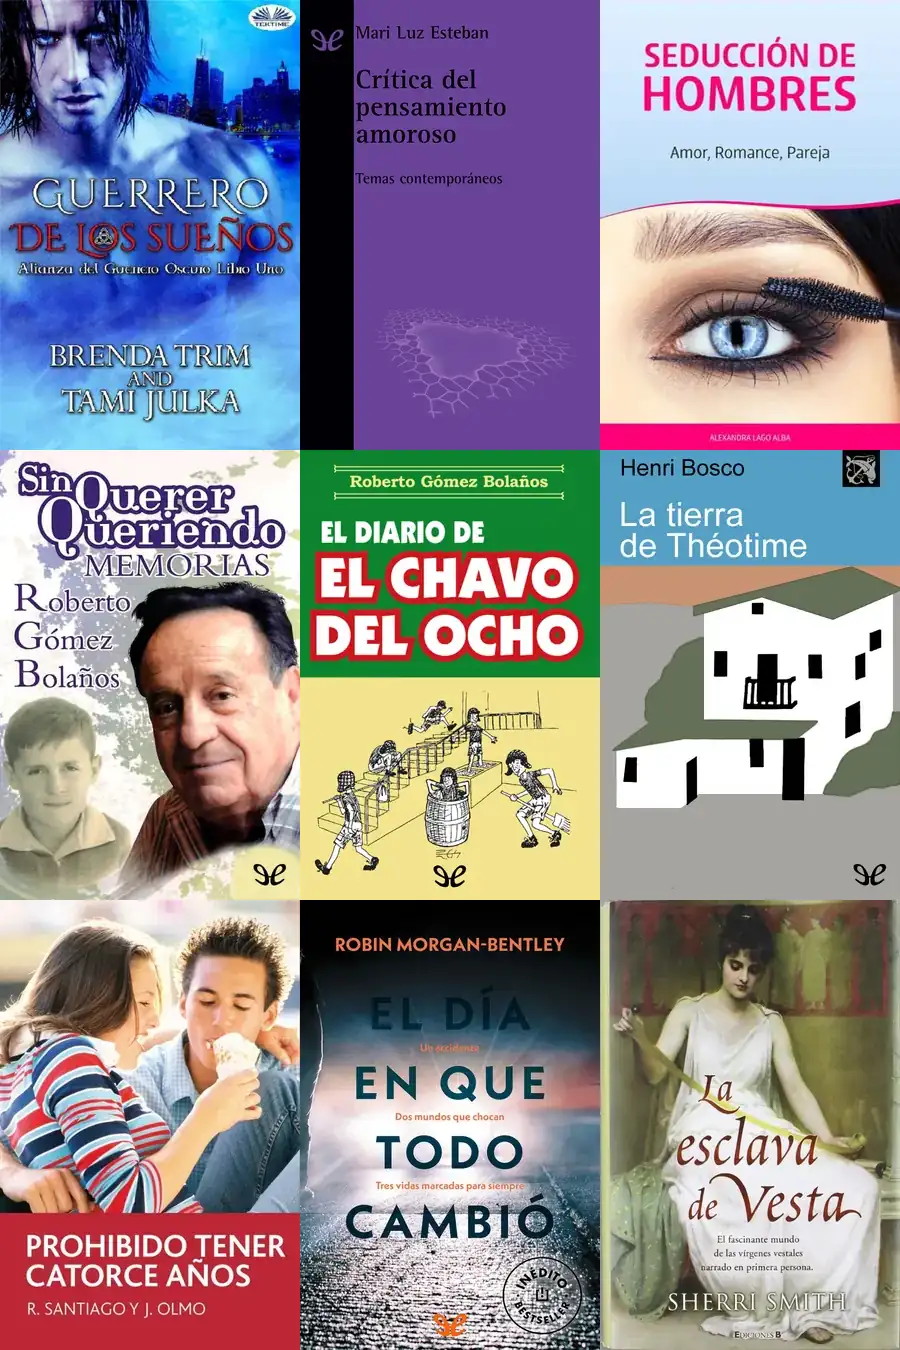 TEKTIME
GUERRERO
DE LOS SUEÑOS
Alianza del Guerrero Oscuro Libro Uno
BRENDA TRIM
AND
TAMI JULKA
Mari Luz Esteban
Crítica del
pensamiento
amoroso
Temas contemporáneos
SEDUCCIÓN DE
HOMBRES
Amor, Romance, Pareja
ALEXANDRA LAGO ALBA
Sin Querer
Queriendo
MEMORIAS
Roberto
Gómez
Bolaños
Roberto Gómez Bolaños
EL DIARIO DE
EL CHAVO
DEL OCHO
Henri Bosco
La tierra
de Théotime
PROHIBIDO TENER
CATORCE AÑOS
R. SANTIAGO Y J. OLMO
ROBIN MORGAN-BENTLEY
EL DÍA
Un accidente
EN QUE
Dos mundos que chocan
TODO
Tres vidas marcadas para siempre
CAMBIÓ
INÉDITO
BESTSELLER
La
esclava
de Vesta
El fascinante mundo
de las vírgenes vestales
narrado en primera persona.
SHERRI SMITH
EDICIONES B